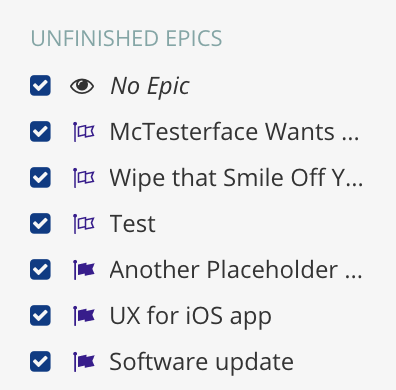 UNFINISHED EPICS
No Epic
McTesterface Wants ...
Wipe that Smile Off Y...
Test
Another Placeholder ...
UX for iOS app
Software update